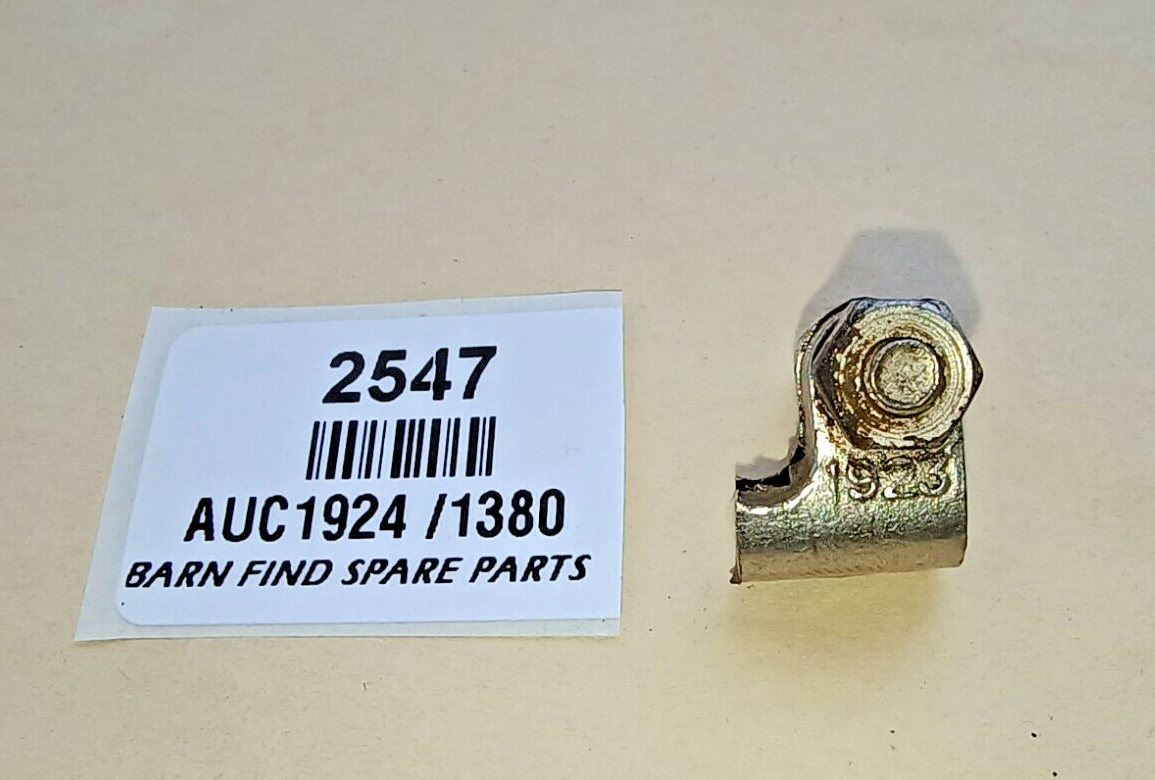 2547
AUC1924 /1380
BARN FIND SPARE PARTS
1923